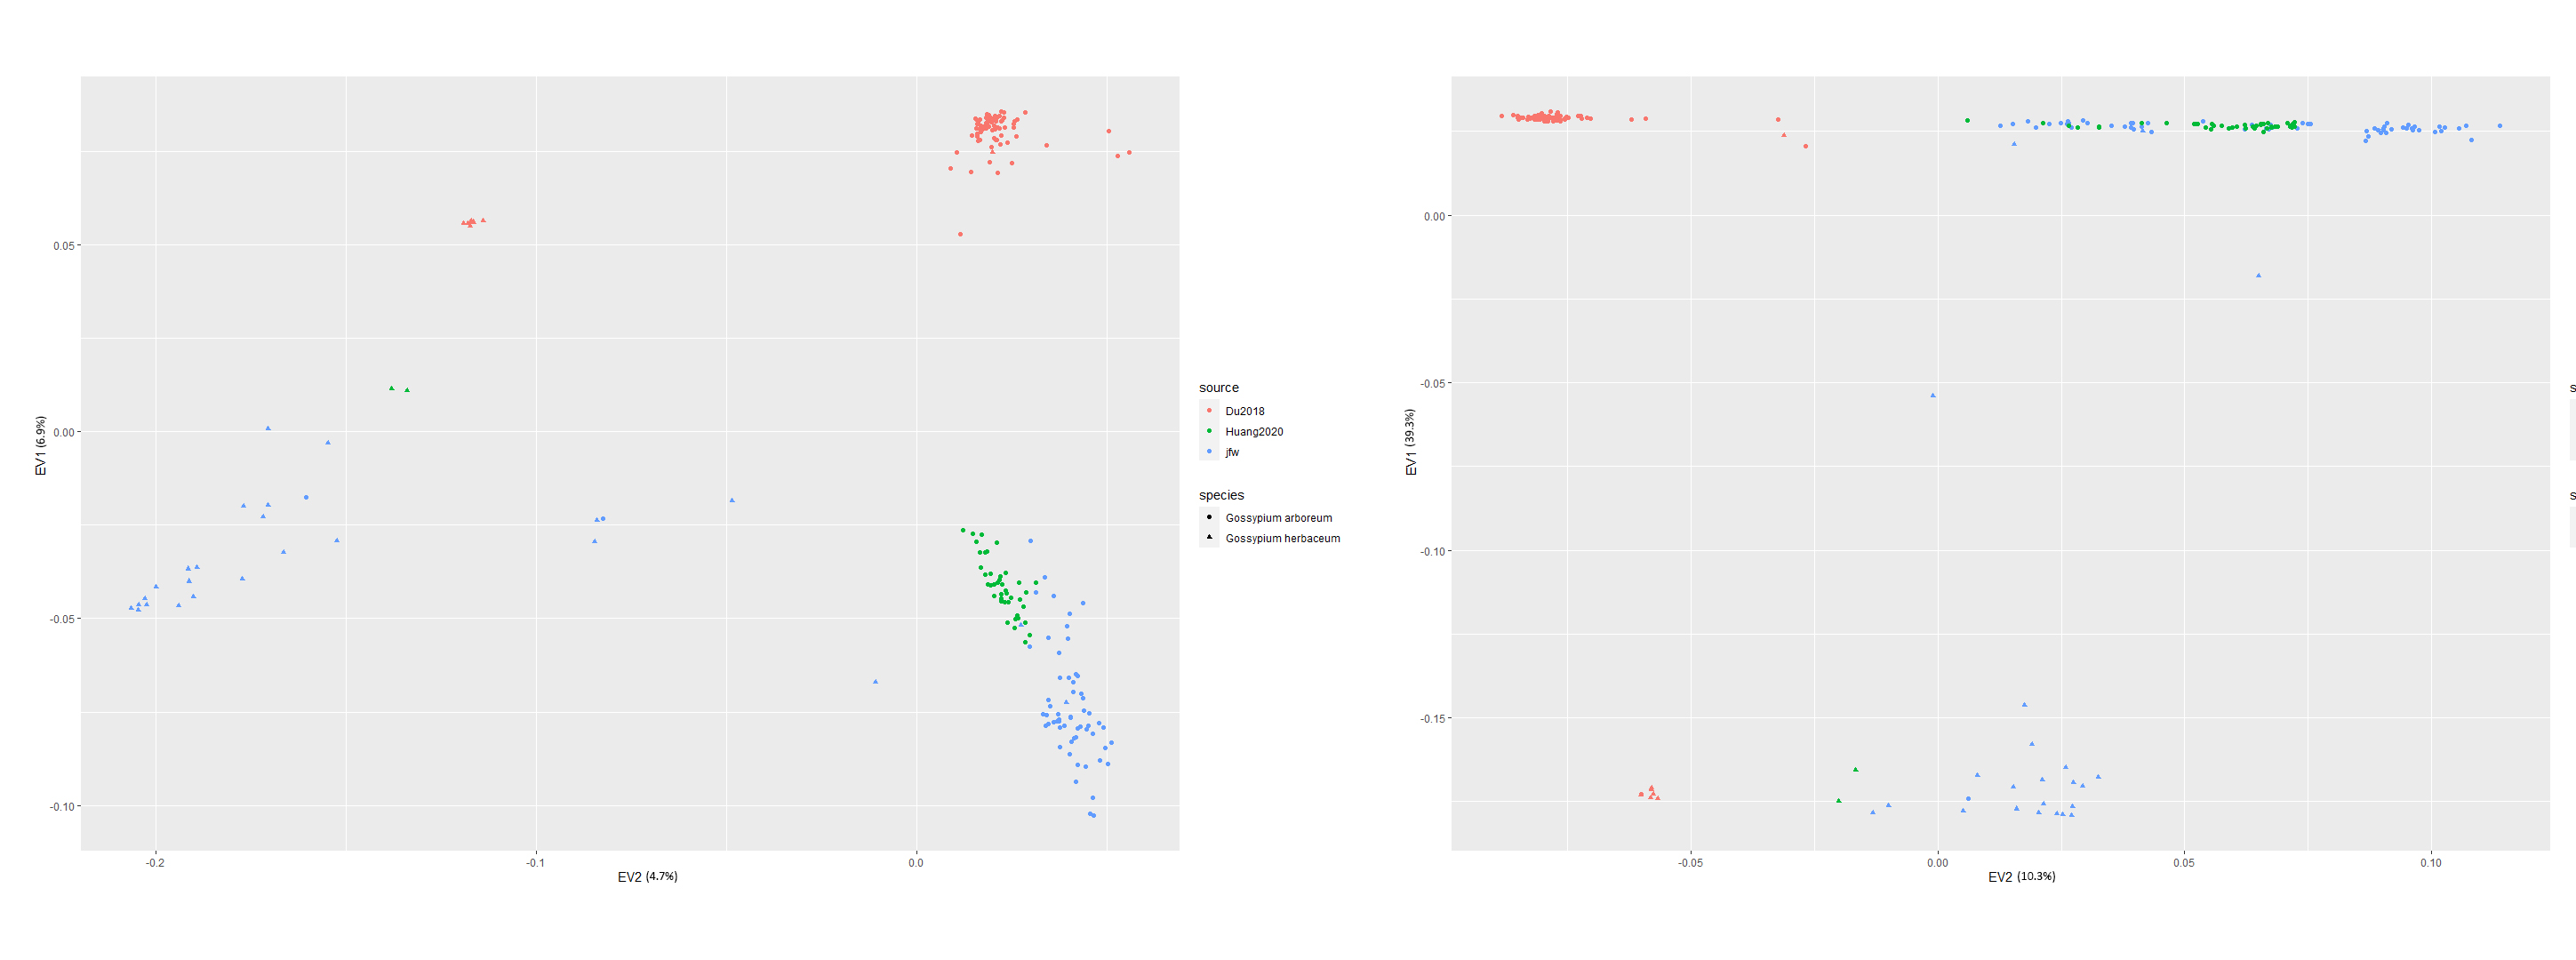 0.05
0.00
-0.05
-0.10
EV1 (6.9%)
-0.2
-0.1
0.0
EV2 (4.7%)
source
Du2018
Huang2020
jfw
species
Gossypium arboreum
Gossypium herbaceum
0.00
-0.05
-0.10
-0.15
EV1 (39.3%)
-0.05
0.00
0.05
0.10
EV2 (10.3%)
s
s